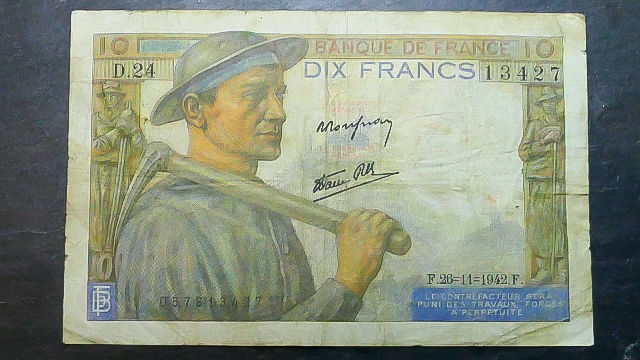 10 BANQUE DE FRANCE 10
D.24 DIX FRANCS 13427
F.26=11=1942.F.
057813427
LE CONTREFACTEUR SERA
PUNI DES TRAVAUX FORCÉS
A PERPÉTUITÉ